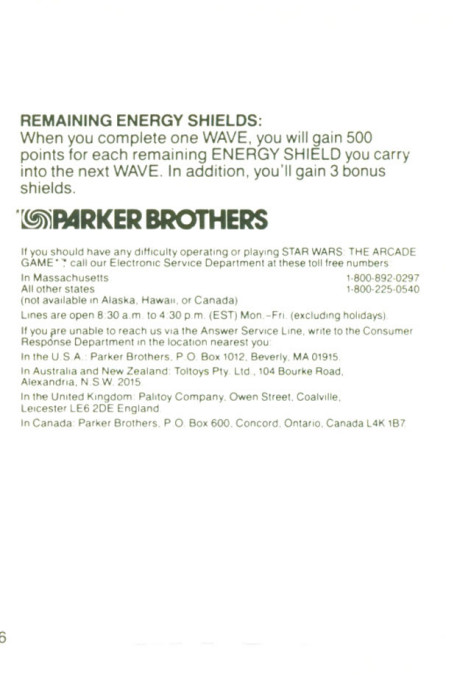 REMAINING ENERGY SHIELDS:
When you complete one WAVE, you will gain 500
points for each remaining ENERGY SHIELD you carry
into the next WAVE. In addition, you'll gain 3 bonus
shields.
PARKER BROTHERS
If you should have any difficulty operating or playing STAR WARS THE ARCADE
GAME call our Electronic Service Department at these toll free numbers
In Massachusetts 1-800-892-0297
All other states 1-800-225-0540
(not available in Alaska, Hawaii, or Canada)
Lines are open 8:30 a.m. to 4:30 p.m. (EST) Mon.-Fri. (excluding holidays).
If you are unable to reach us via the Answer Service Line, write to the Consumer
Response Department in the location nearest you:
In the U.S.A.: Parker Brothers, P.O. Box 1012, Beverly, MA 01915.
In Australia and New Zealand: Toltoys Pty. Ltd., 104 Bourke Road,
Alexandria, N.S.W. 2015
In the United Kingdom: Palitoy Company, Owen Street, Coalville,
Leicester LE6 2DE England
In Canada: Parker Brothers, P.O. Box 600, Concord, Ontario, Canada L4K 1B7
6